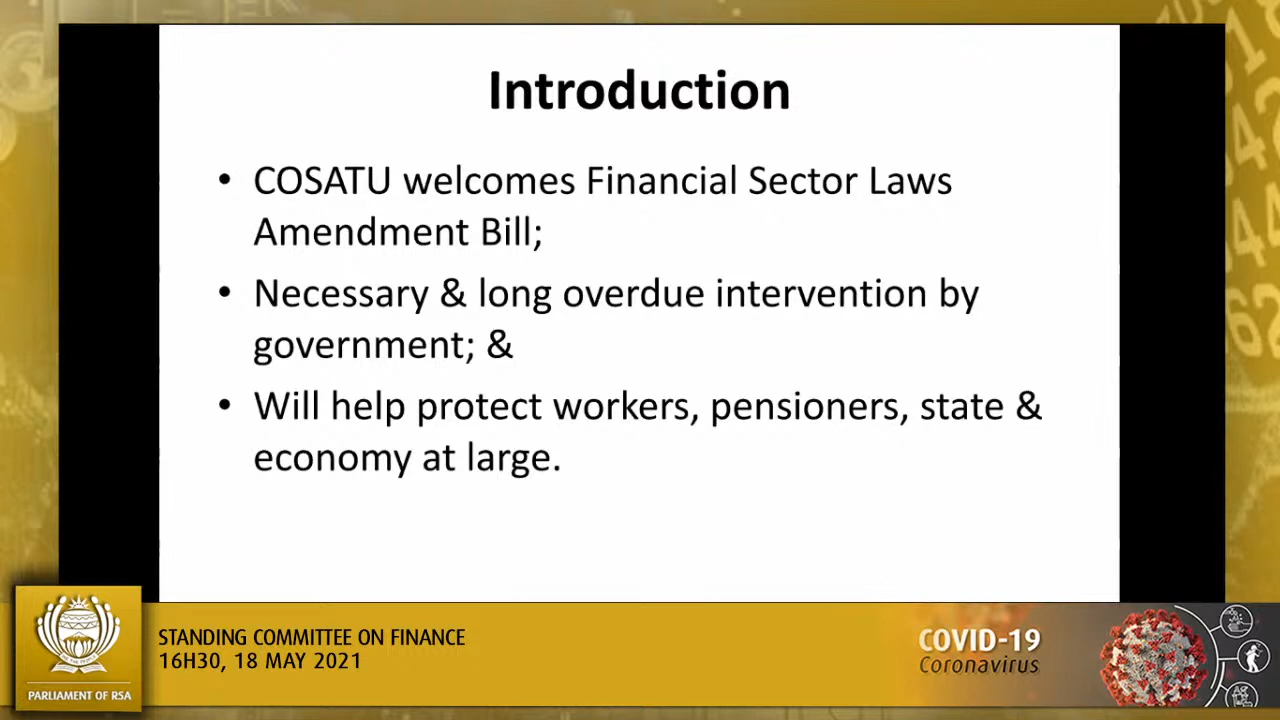 Introduction
• COSATU welcomes Financial Sector Laws
Amendment Bill;
• Necessary & long overdue intervention by
government; &
• Will help protect workers, pensioners, state &
economy at large.
STANDING COMMITTEE ON FINANCE
16H30, 18 MAY 2021
PARLIAMENT OF RSA
COVID-19
Coronavirus